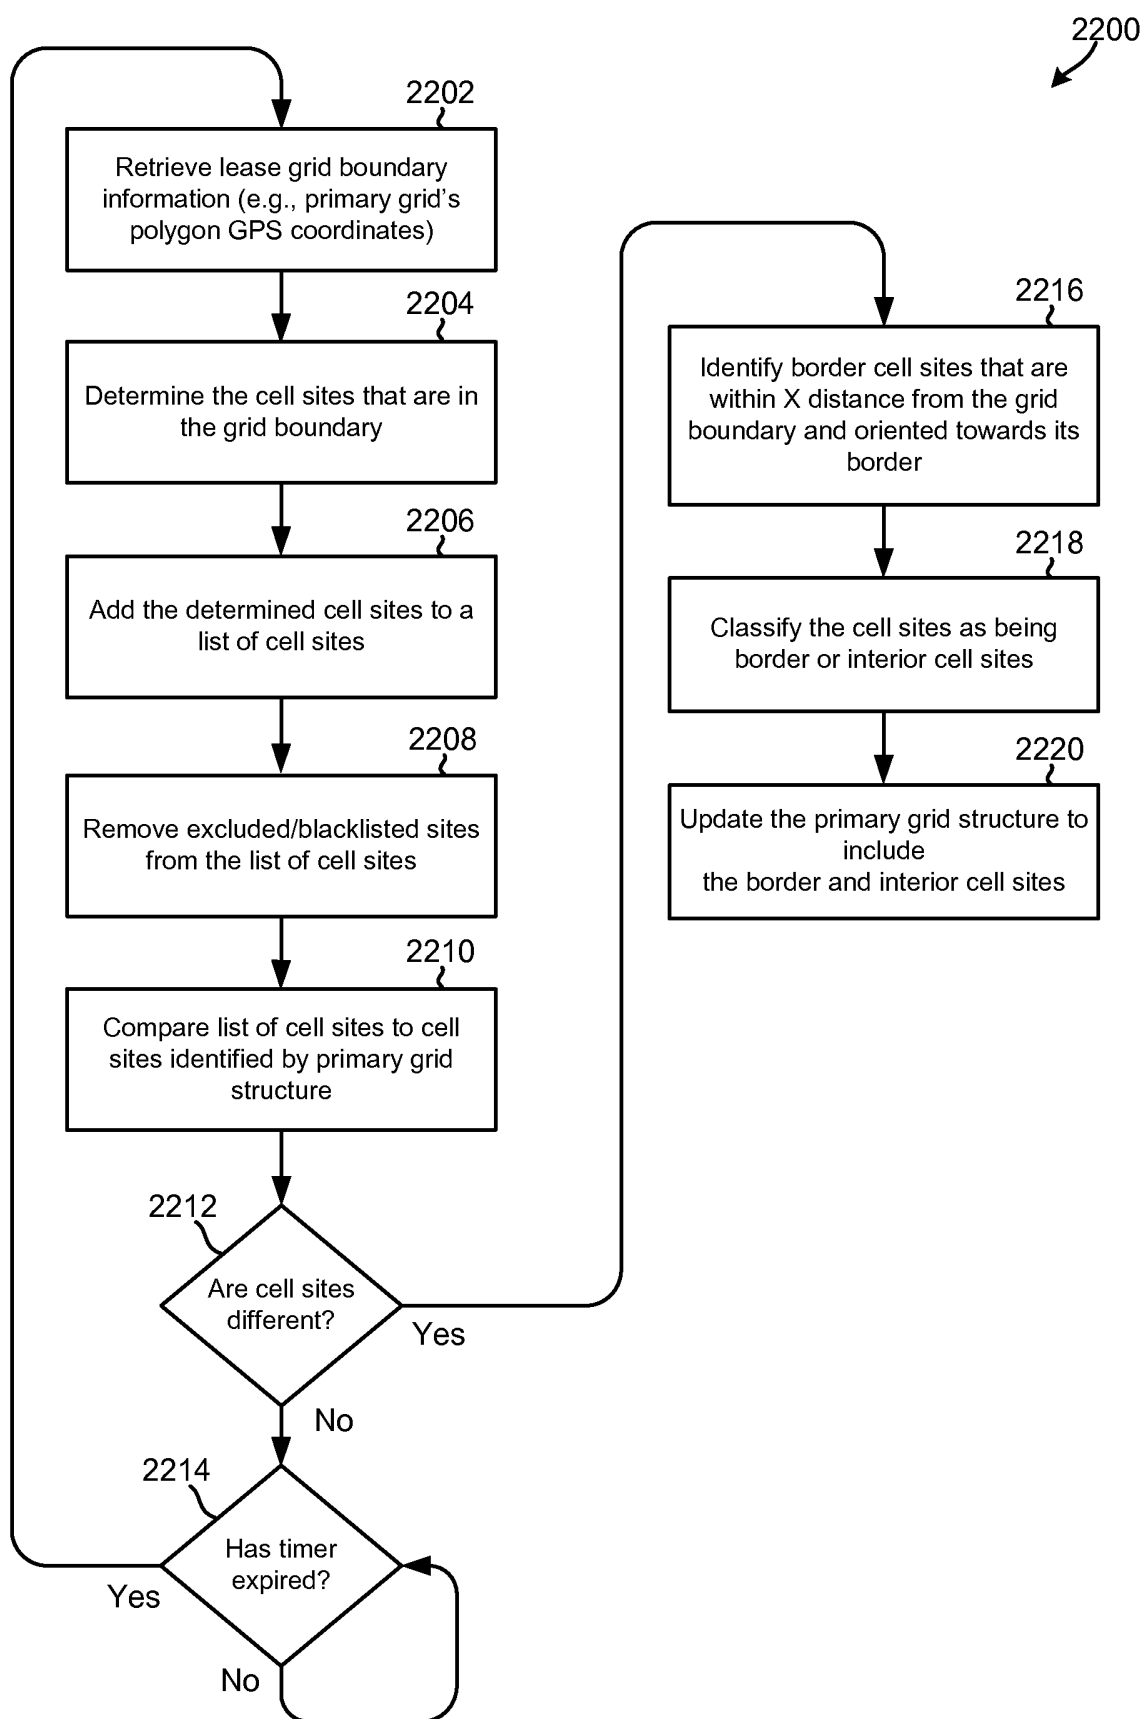 2200
2202
Retrieve lease grid boundary
information (e.g., primary grid's
polygon GPS coordinates)
2204
Determine the cell sites that are in
the grid boundary
2206
Add the determined cell sites to a
list of cell sites
2208
Remove excluded/blacklisted sites
from the list of cell sites
2210
Compare list of cell sites to cell
sites identified by primary grid
structure
2212
Are cell sites
different?
Yes
No
2214
Has timer
expired?
Yes
No
2216
Identify border cell sites that are
within X distance from the grid
boundary and oriented towards its
border
2218
Classify the cell sites as being
border or interior cell sites
2220
Update the primary grid structure to
include
the border and interior cell sites